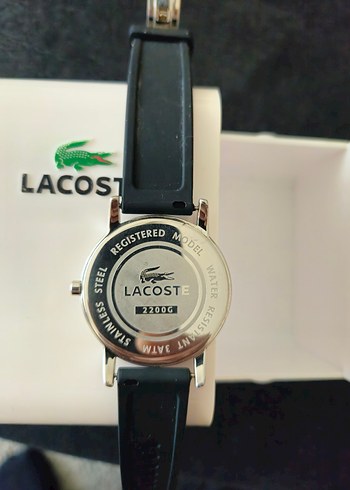 LACOSTE
REGISTERED MODEL WATER RESISTANT 3ATM STAINLESS STEEL
LACOSTE
2200G